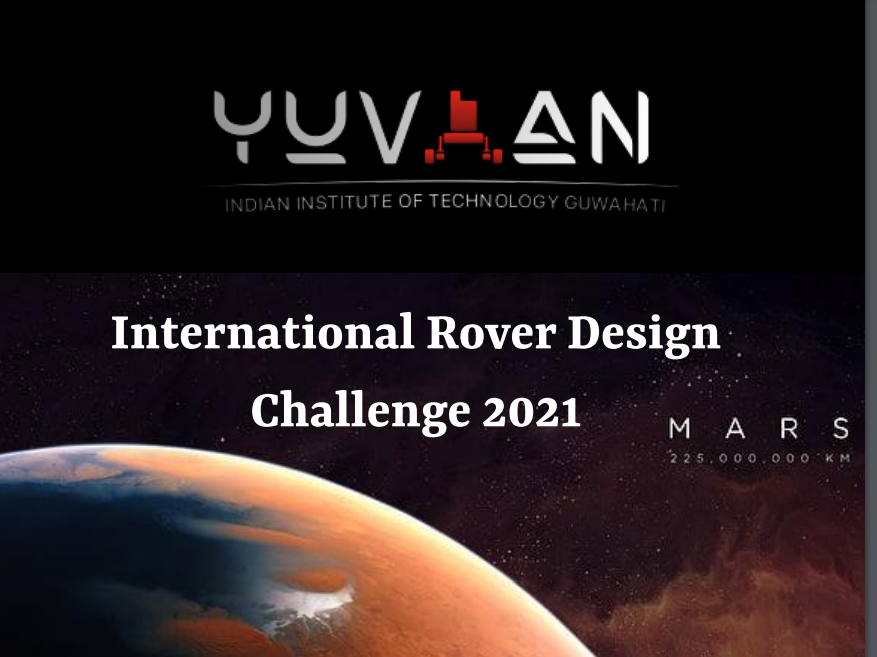 YUVAAN
INDIAN INSTITUTE OF TECHNOLOGY GUWAHATI
International Rover Design
Challenge 2021
MARS
225,000,000 KM